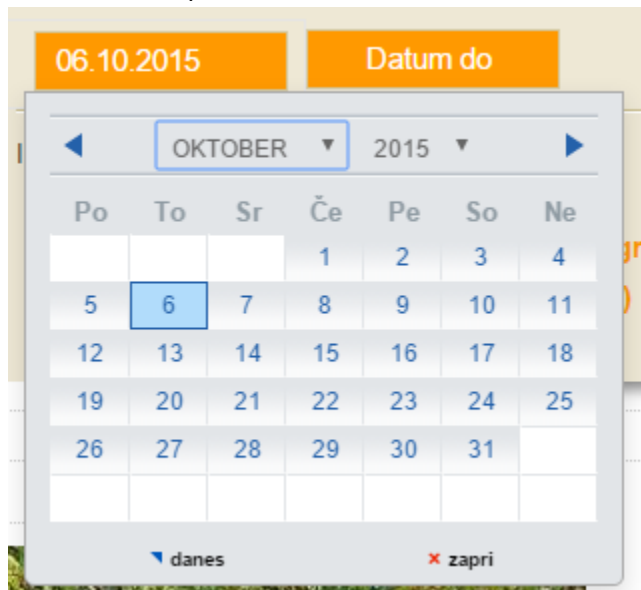 06.10.2015 Datum do
OKTOBER 2015
Po To Sr Če Pe So Ne
1 2 3 4
5 6 7 8 9 10 11
12 13 14 15 16 17 18
19 20 21 22 23 24 25
26 27 28 29 30 31
danes zapri